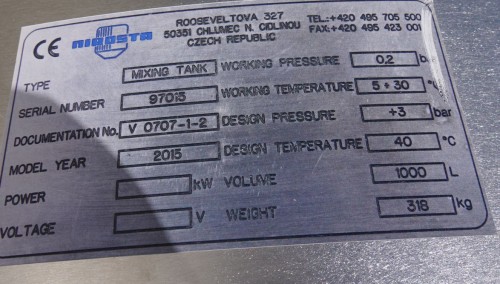 CE NIROSTA
ROOSEVELTOVA 327
50351 CHLUMEC N. CIDLINOU
CZECH REPUBLIC
TEL.:+420 495 705 500
FAX:+420 495 423 001
TYPE MIXING TANK WORKING PRESSURE 0,2 b
SERIAL NUMBER 97015 WORKING TEMPERATURE 5÷30 °
DOCUMENTATION No. V 0707-1-2 DESIGN PRESSURE +3 bar
MODEL YEAR 2015 DESIGN TEMPERATURE 40 °C
POWER kW VOLUME 1000 L
VOLTAGE V WEIGHT 318 kg